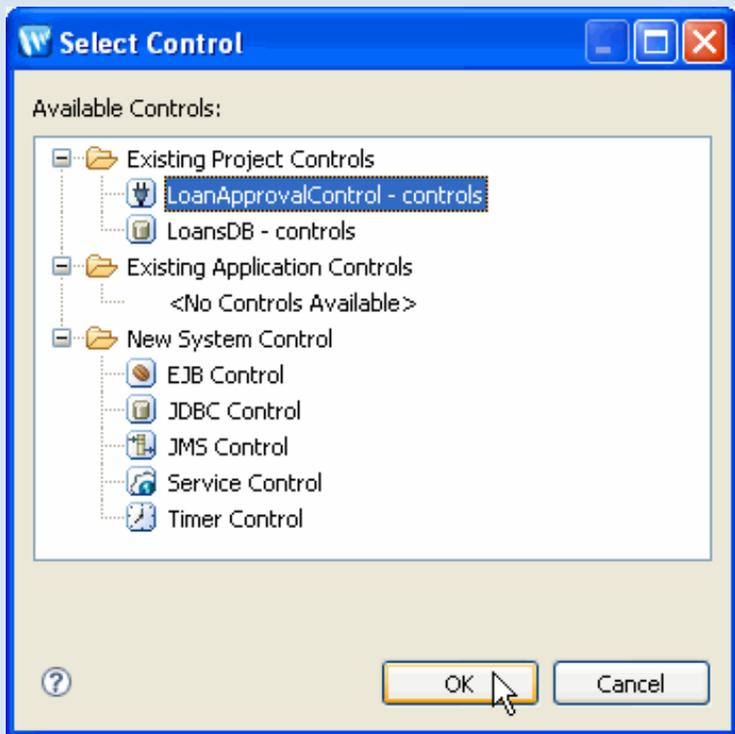 Select Control
Available Controls:
Existing Project Controls
LoanApprovalControl - controls
LoansDB - controls
Existing Application Controls
<No Controls Available>
New System Control
EJB Control
JDBC Control
JMS Control
Service Control
Timer Control
OK
Cancel